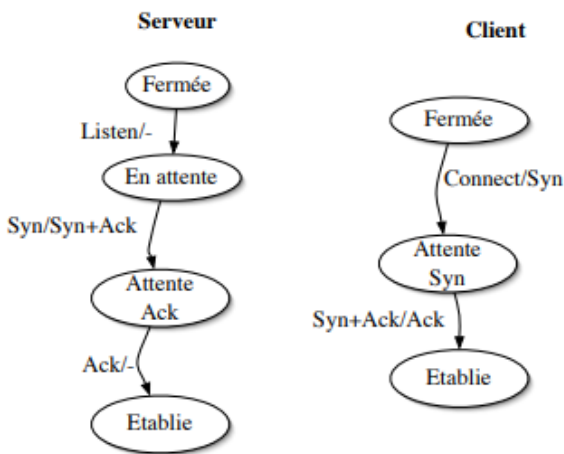 Serveur
Fermée
Listen/-
En attente
Syn/Syn+Ack
Attente
Ack
Ack/-
Etablie
Client
Fermée
Connect/Syn
Attente
Syn
Syn+Ack/Ack
Etablie